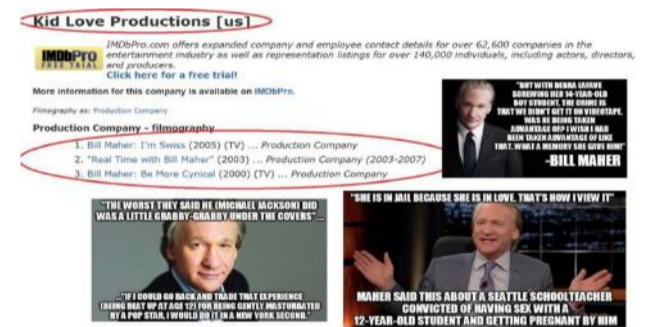 Kid Love Productions [us]
IMDbPro.com offers expanded company and employee contact details for over 62,600 companies in the
IMDbPro entertainment industry as well as representation listings for over 140,000 individuals, including actors, directors,
FREE TRIAL and producers.
Click here for a free trial!
More information for this company is available on IMDbPro.
Filmography as: Production Company
Production Company - filmography
1. Bill Maher: I'm Swiss (2005) (TV) ... Production Company
2. "Real Time with Bill Maher" (2003) ... Production Company (2003-2007)
3. Bill Maher: Be More Cynical (2000) (TV) ... Production Company
"BUT WITH DEBRA LAFAVE
SCREWING HER 14-YEAR-OLD
BOY STUDENT, THE CRIME IS
THAT WE DIDN'T GET IT ON VIDEOTAPE.
WAS HE BEING TAKEN
ADVANTAGE OF? I WISH I HAD
BEEN TAKEN ADVANTAGE OF LIKE
THAT. WHAT A MEMORY SHE GAVE HIM!"
-BILL MAHER
"THE WORST THEY SAID HE (MICHAEL JACKSON) DID
WAS A LITTLE GRABBY-GRABBY UNDER THE COVERS"...
..."IF I COULD GO BACK AND TRADE THAT EXPERIENCE
(BEING BEAT UP AT AGE 12) FOR BEING GENTLY MASTURBATED
BY A POP STAR, I WOULD DO IT IN A NEW YORK SECOND."
"SHE IS IN JAIL BECAUSE SHE IS IN LOVE. THAT'S HOW I VIEW IT"
MAHER SAID THIS ABOUT A SEATTLE SCHOOLTEACHER
CONVICTED OF HAVING SEX WITH A
12-YEAR-OLD STUDENT AND GETTING PREGNANT BY HIM